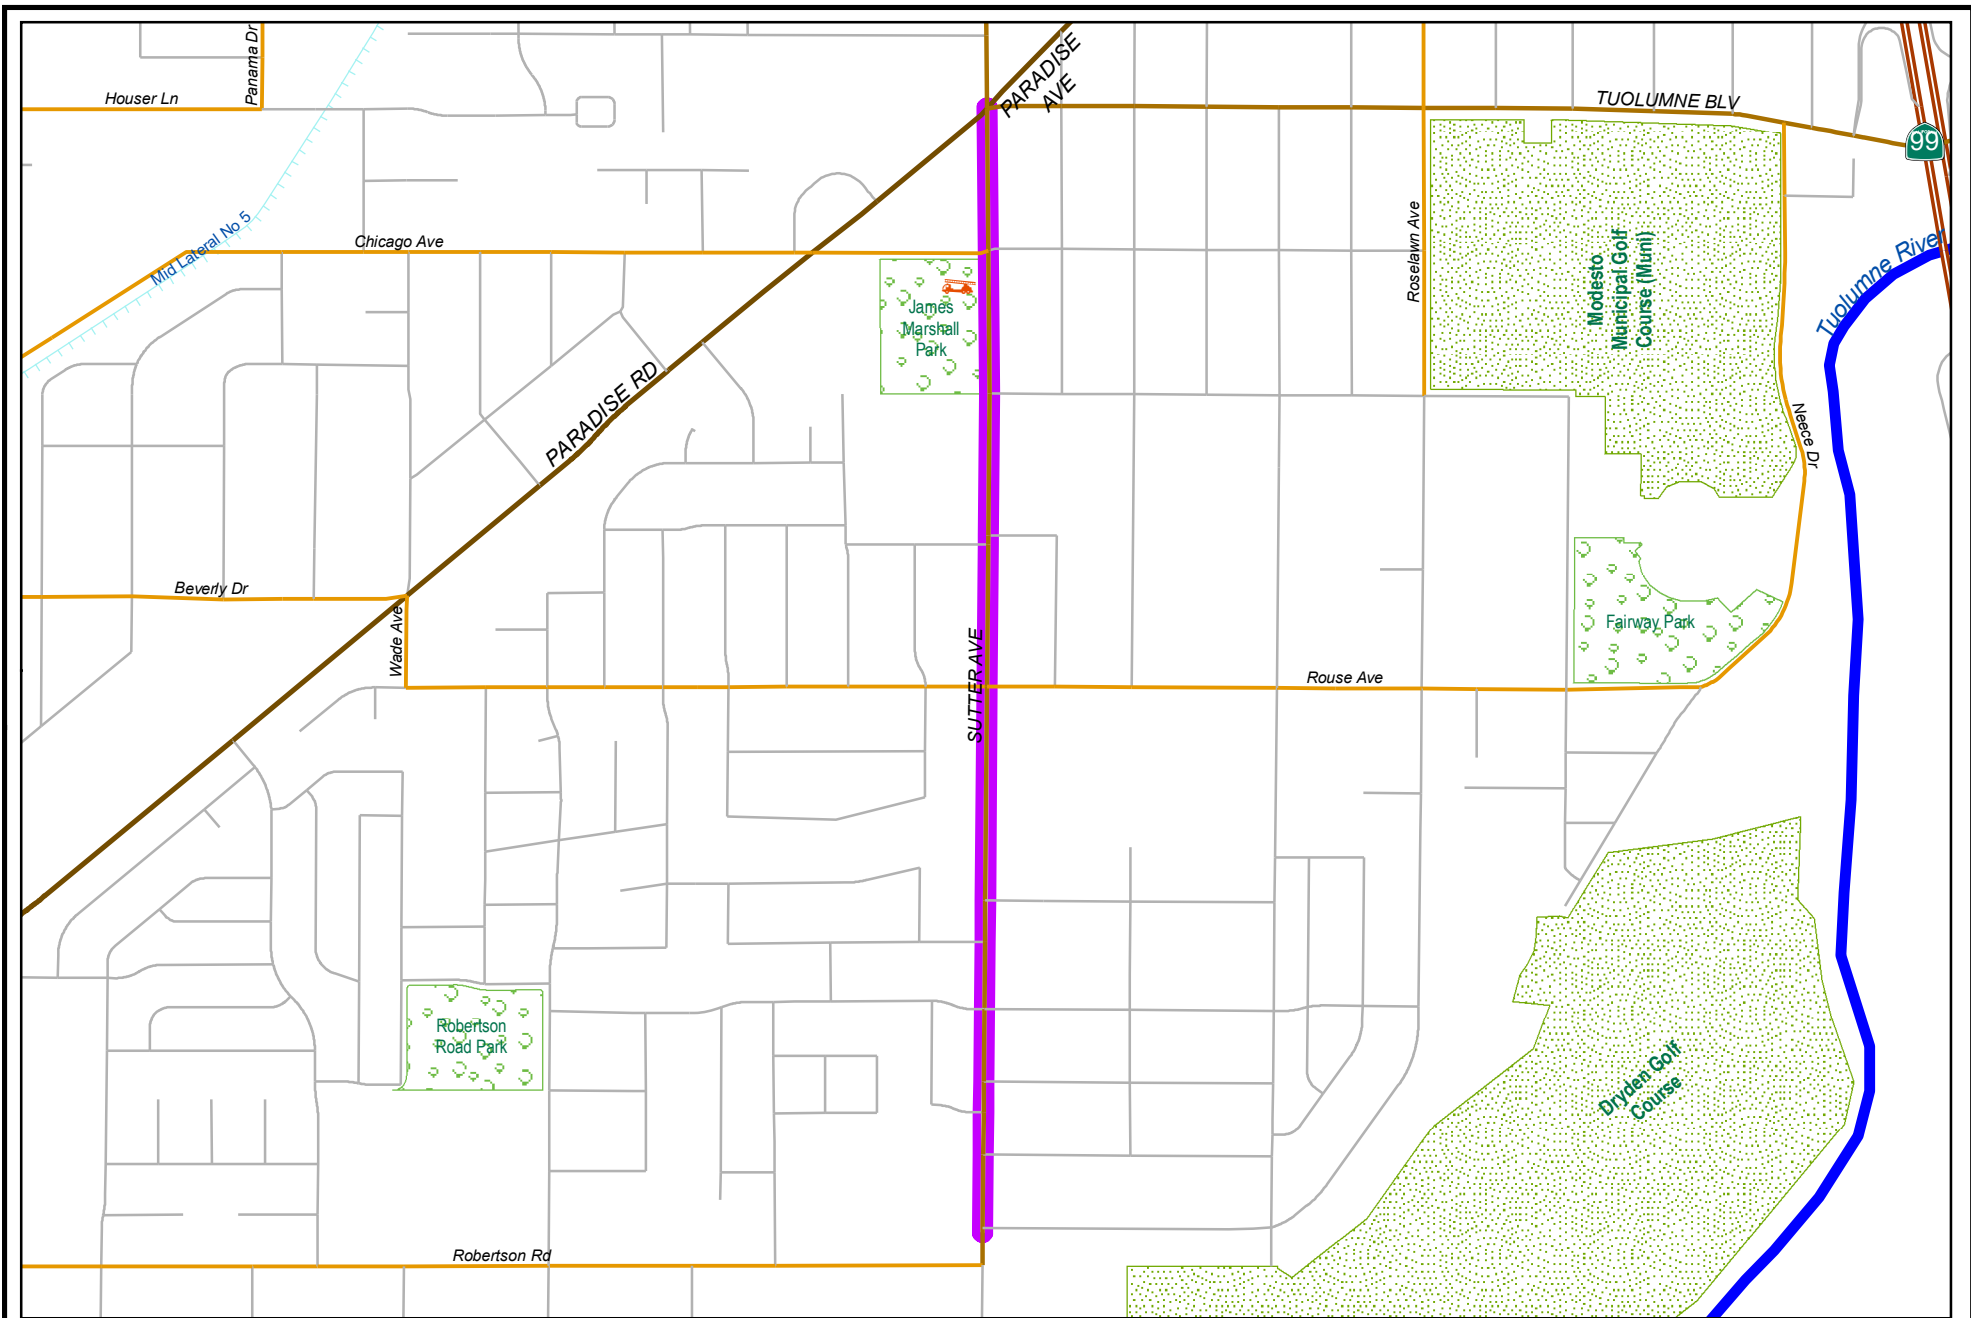 Panama Dr
Houser Ln
PARADISE
AVE
TUOLUMNE BLV
99
Mid Lateral No 5
Chicago Ave
Roselawn Ave
Modesto
Municipal Golf
Course (Muni)
Tuolumne River
James
Marshall
Park
PARADISE RD
Neece Dr
Beverly Dr
Wade Ave
SUTTER AVE
Fairway Park
Rouse Ave
Robertson
Road Park
Dryden Golf
Course
Robertson Rd